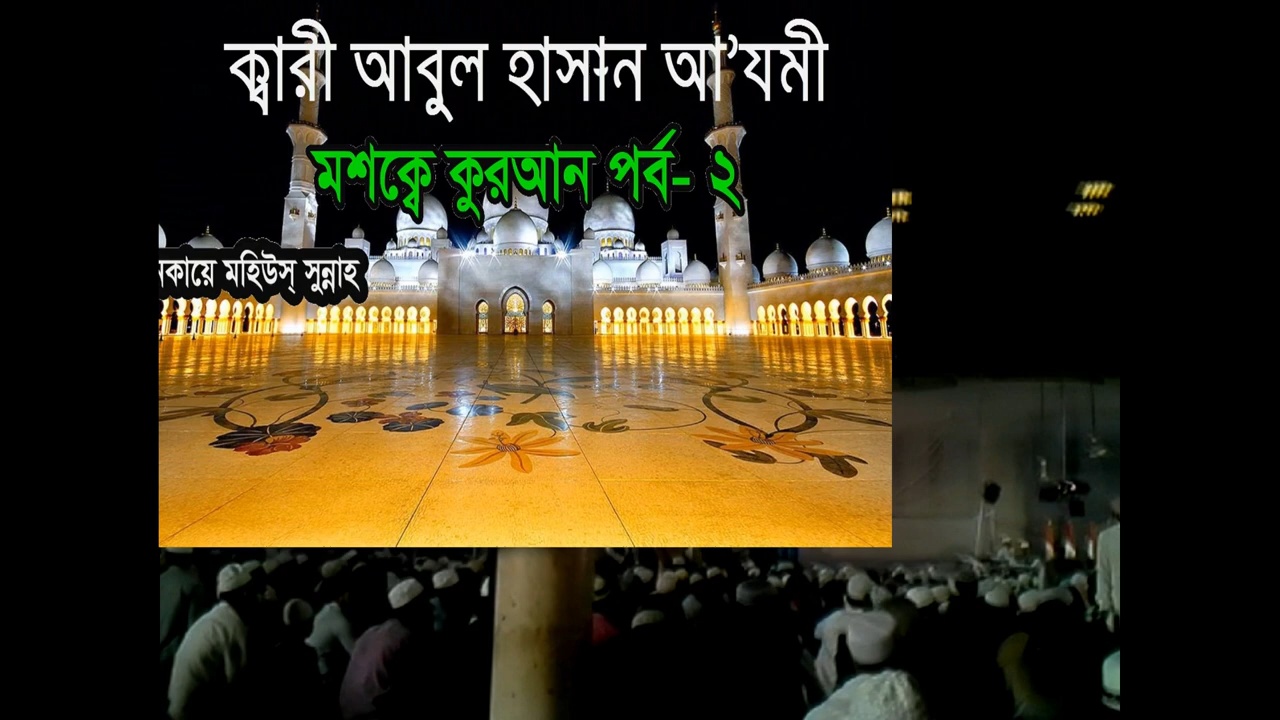 ক্বারী আবুল হাসান আ'যমী
মশক্বে কুরআন পর্ব- ২
মহিউস্ সুন্নাহ